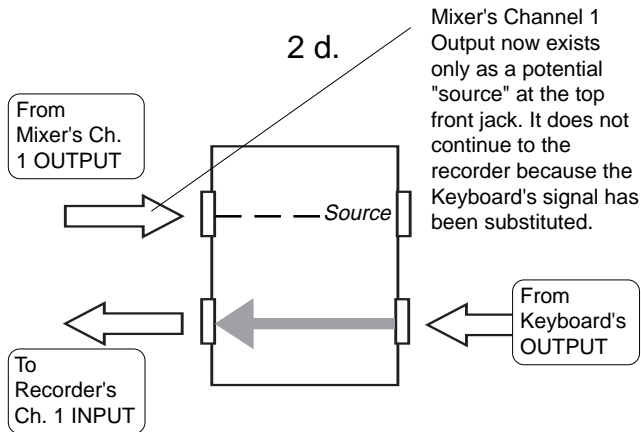 2 d.
Mixer's Channel 1
Output now exists
only as a potential
"source" at the top
front jack. It does not
continue to the
recorder because the
Keyboard's signal has
been substituted.
From
Mixer's Ch.
1 OUTPUT
Source
From
Keyboard's
OUTPUT
To
Recorder's
Ch. 1 INPUT